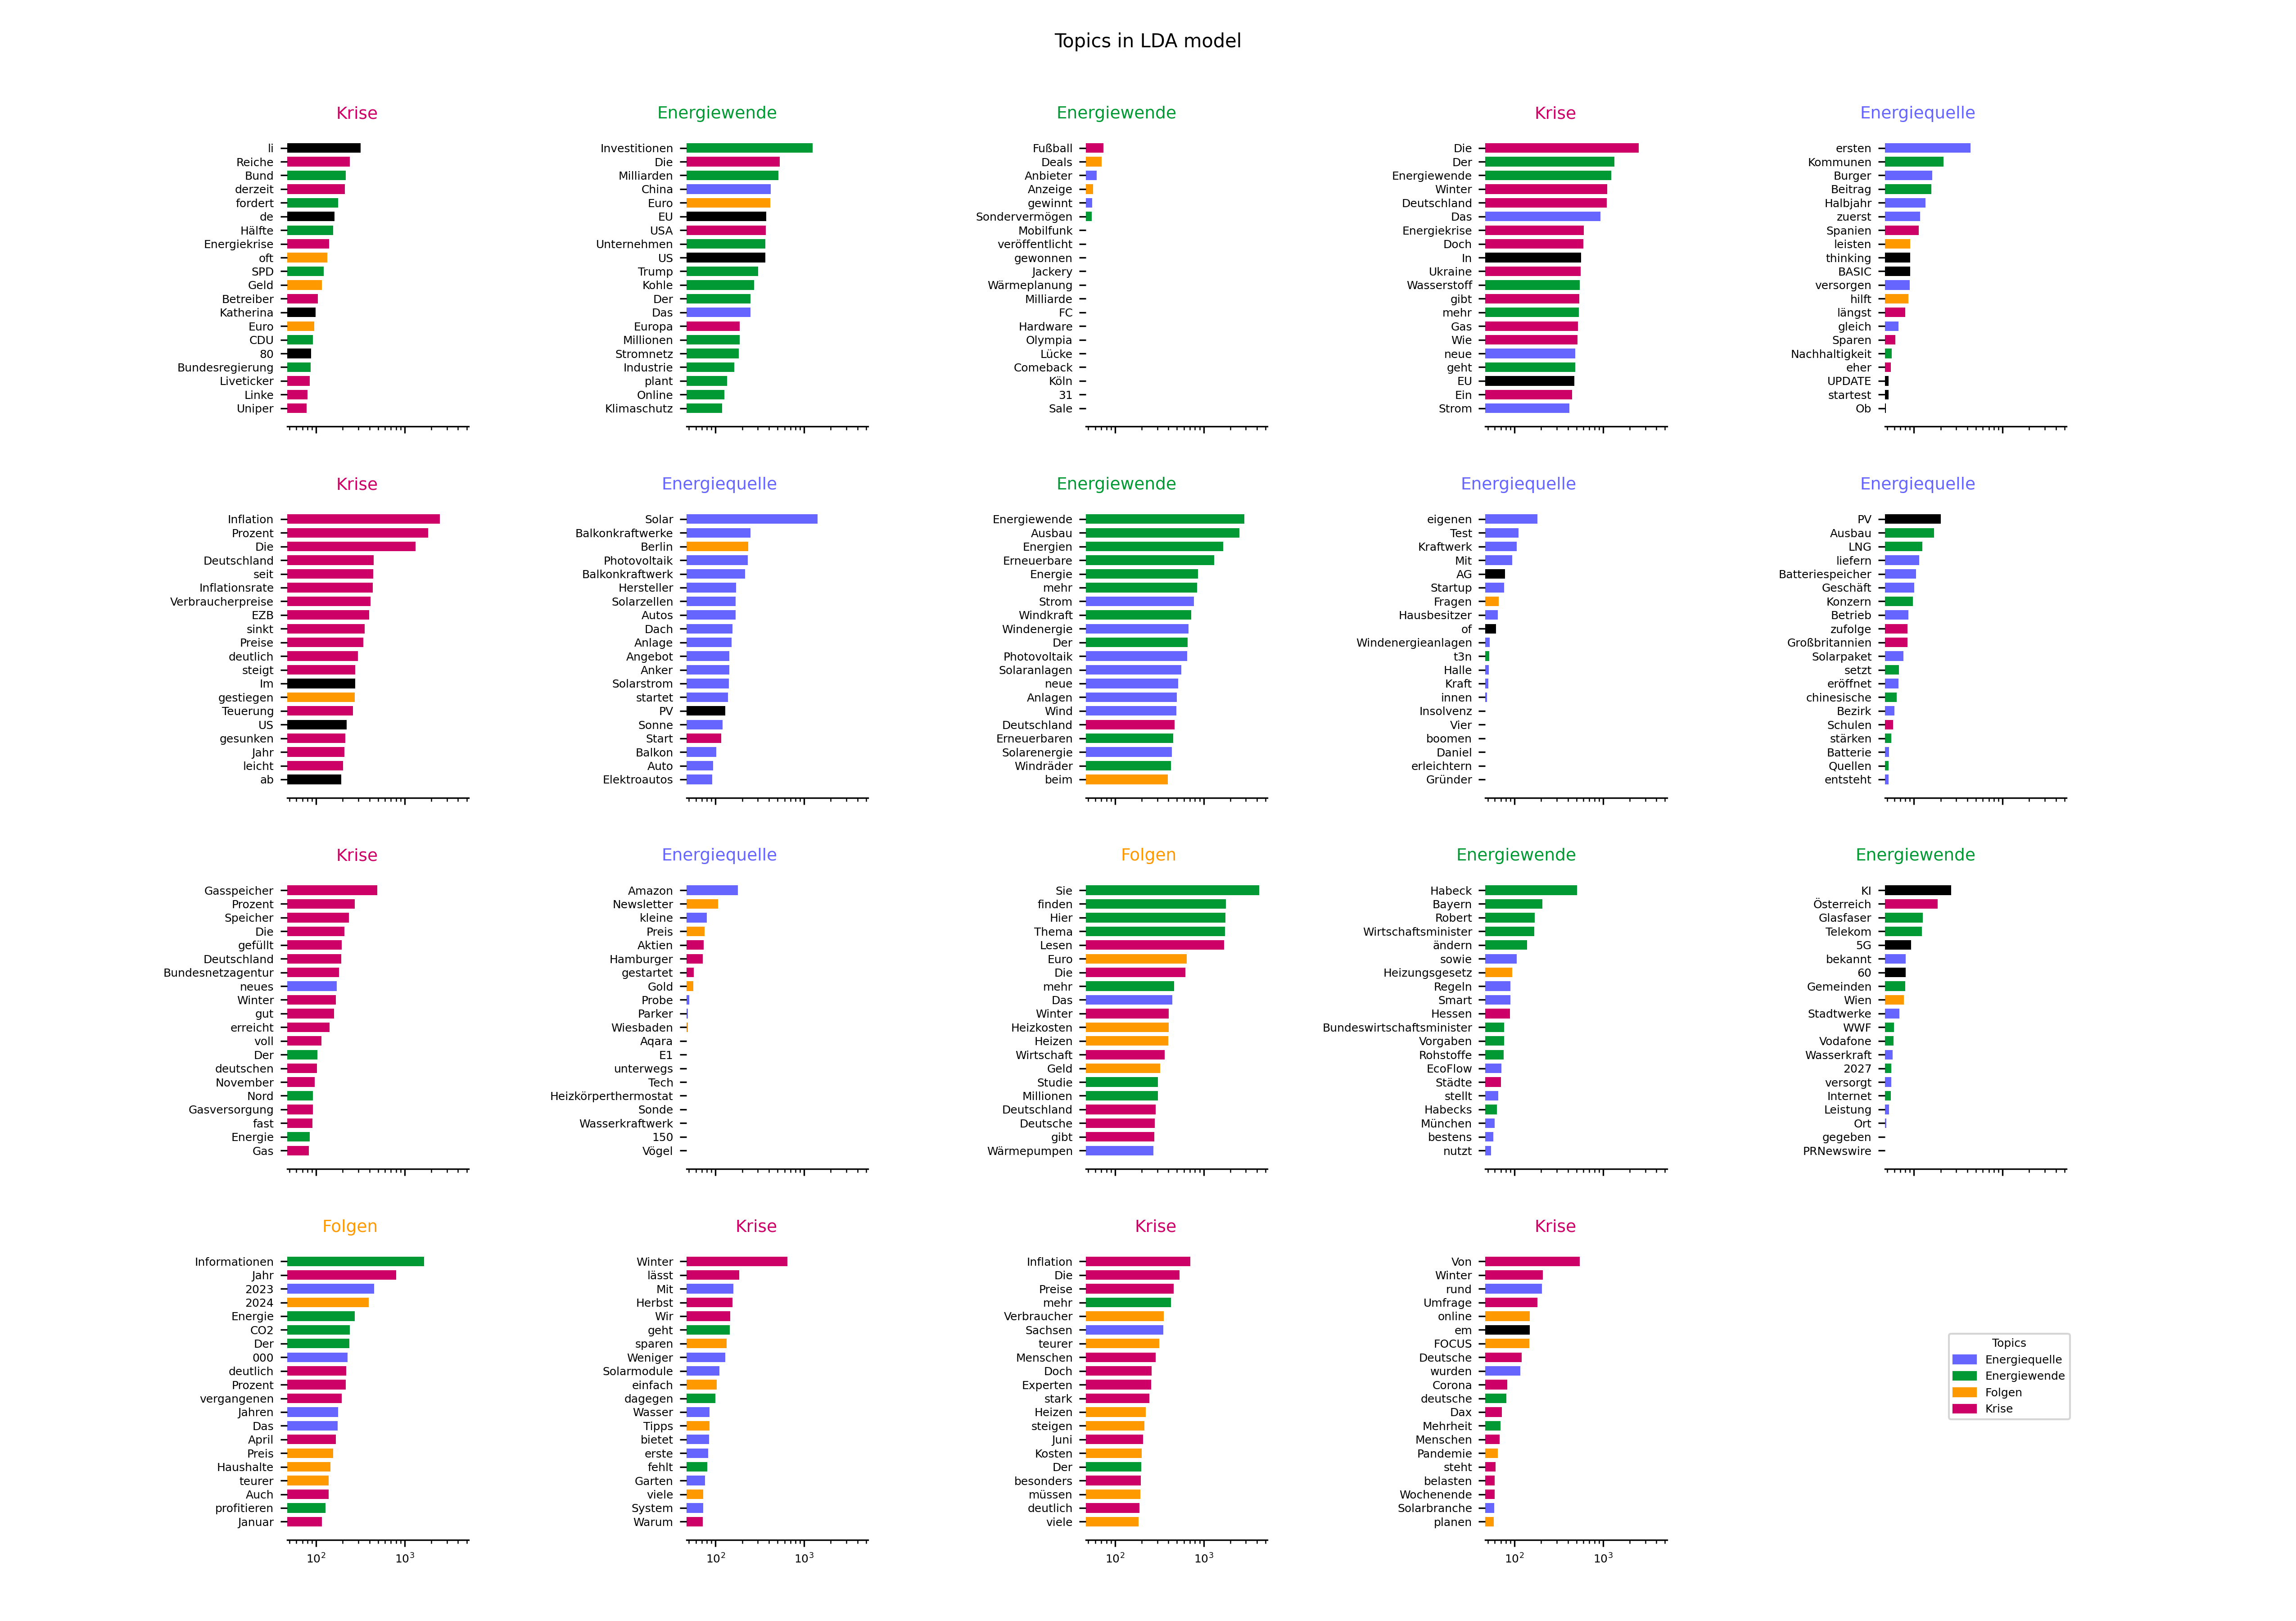 Topics in LDA model
Krise
li
Reiche
Bund
derzeit
fordert
de
Hälfte
Energiekrise
oft
SPD
Geld
Betreiber
Katherina
Euro
CDU
80
Bundesregierung
Liveticker
Linke
Uniper
Energiewende
Investitionen
Die
Milliarden
China
Euro
EU
USA
Unternehmen
US
Trump
Kohle
Der
Das
Europa
Millionen
Stromnetz
Industrie
plant
Online
Klimaschutz
Energiewende
Fußball
Deals
Anbieter
Anzeige
gewinnt
Sondervermögen
Mobilfunk
veröffentlicht
gewonnen
Jackery
Wärmeplanung
Milliarde
FC
Hardware
Olympia
Lücke
Comeback
Köln
31
Sale
Krise
Die
Der
Energiewende
Winter
Deutschland
Das
Energiekrise
Doch
In
Ukraine
Wasserstoff
gibt
mehr
Gas
Wie
neue
geht
EU
Ein
Strom
Energiequelle
ersten
Kommunen
Burger
Beitrag
Halbjahr
zuerst
Spanien
leisten
thinking
BASIC
versorgen
hilft
längst
gleich
Sparen
Nachhaltigkeit
eher
UPDATE
startest
Ob
Krise
Inflation
Prozent
Die
Deutschland
seit
Inflationsrate
Verbraucherpreise
EZB
sinkt
Preise
deutlich
steigt
Im
gestiegen
Teuerung
US
gesunken
Jahr
leicht
ab
Energiequelle
Solar
Balkonkraftwerke
Berlin
Photovoltaik
Balkonkraftwerk
Hersteller
Solarzellen
Autos
Dach
Anlage
Angebot
Anker
Solarstrom
startet
PV
Sonne
Start
Balkon
Auto
Elektroautos
Energiewende
Energiewende
Ausbau
Energien
Erneuerbare
Energie
mehr
Strom
Windkraft
Windenergie
Der
Photovoltaik
Solaranlagen
neue
Anlagen
Wind
Deutschland
Erneuerbaren
Solarenergie
Windräder
beim
Energiequelle
eigenen
Test
Kraftwerk
Mit
AG
Startup
Fragen
Hausbesitzer
of
Windenergieanlagen
t3n
Halle
Kraft
innen
Insolvenz
Vier
boomen
Daniel
erleichtern
Gründer
Energiequelle
PV
Ausbau
LNG
liefern
Batteriespeicher
Geschäft
Konzern
Betrieb
zufolge
Großbritannien
Solarpaket
setzt
eröffnet
chinesische
Bezirk
Schulen
stärken
Batterie
Quellen
entsteht
Krise
Gasspeicher
Prozent
Speicher
Die
gefüllt
Deutschland
Bundesnetzagentur
neues
Winter
gut
erreicht
voll
Der
deutschen
November
Nord
Gasversorgung
fast
Energie
Gas
Energiequelle
Amazon
Newsletter
kleine
Preis
Aktien
Hamburger
gestartet
Gold
Probe
Parker
Wiesbaden
Aqara
E1
unterwegs
Tech
Heizkörperthermostat
Sonde
Wasserkraftwerk
150
Vögel
Folgen
Sie
finden
Hier
Thema
Lesen
Euro
Die
mehr
Das
Winter
Heizkosten
Heizen
Wirtschaft
Geld
Studie
Millionen
Deutschland
Deutsche
gibt
Wärmepumpen
Energiewende
Habeck
Bayern
Robert
Wirtschaftsminister
ändern
sowie
Heizungsgesetz
Regeln
Smart
Hessen
Bundeswirtschaftsminister
Vorgaben
Rohstoffe
EcoFlow
Städte
stellt
Habecks
München
bestens
nutzt
Energiewende
KI
Österreich
Glasfaser
Telekom
5G
bekannt
60
Gemeinden
Wien
Stadtwerke
WWF
Vodafone
Wasserkraft
2027
versorgt
Internet
Leistung
Ort
gegeben
PRNewswire
Folgen
Informationen
Jahr
2023
2024
Energie
CO2
Der
000
deutlich
Prozent
vergangenen
Jahren
Das
April
Preis
Haushalte
teurer
Auch
profitieren
Januar
10² 10³
Krise
Winter
lässt
Mit
Herbst
Wir
geht
sparen
Weniger
Solarmodule
einfach
dagegen
Wasser
Tipps
bietet
erste
fehlt
Garten
viele
System
Warum
10² 10³
Krise
Inflation
Die
Preise
mehr
Verbraucher
Sachsen
teurer
Menschen
Doch
Experten
stark
Heizen
steigen
Juni
Kosten
Der
besonders
müssen
deutlich
viele
10² 10³
Krise
Von
Winter
rund
Umfrage
online
em
FOCUS
Deutsche
wurden
Corona
deutsche
Dax
Mehrheit
Menschen
Pandemie
steht
belasten
Wochenende
Solarbranche
planen
10² 10³
Topics
Energiequelle
Energiewende
Folgen
Krise